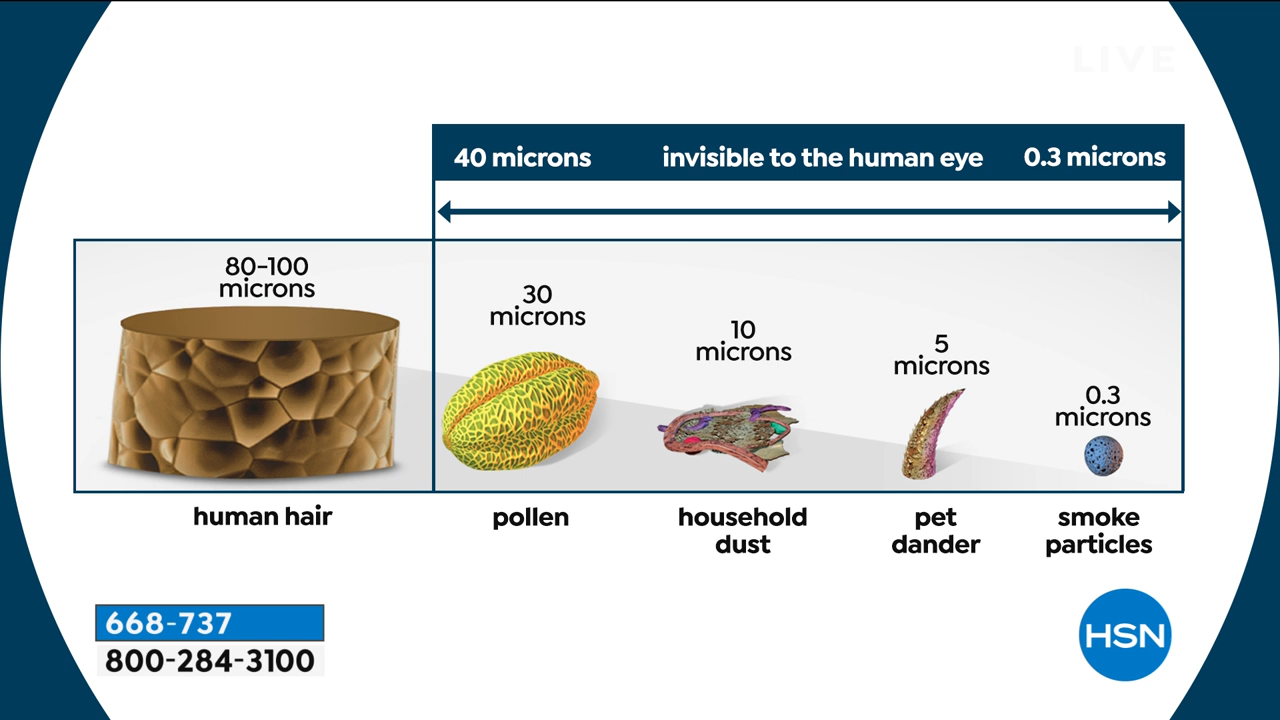 LIVE
40 microns invisible to the human eye 0.3 microns
80-100
microns
30
microns
10
microns
5
microns
0.3
microns
human hair
pollen
household
dust
pet
dander
smoke
particles
668-737
800-284-3100
HSN